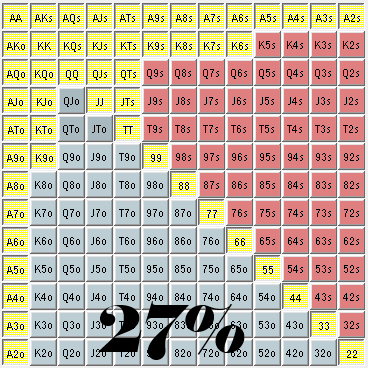 AA AKs AQs AJs ATs A9s A8s A7s A6s A5s A4s A3s A2s
AKo KK KQs KJs KTs K9s K8s K7s K6s K5s K4s K3s K2s
AQo KQo QQ QJs QTs Q9s Q8s Q7s Q6s Q5s Q4s Q3s Q2s
AJo KJo QJo JJ JTs J9s J8s J7s J6s J5s J4s J3s J2s
ATo KTo QTo JTo TT T9s T8s T7s T6s T5s T4s T3s T2s
A9o K9o Q9o J9o T9o 99 98s 97s 96s 95s 94s 93s 92s
A8o K8o Q8o J8o T8o 98o 88 87s 86s 85s 84s 83s 82s
A7o K7o Q7o J7o T7o 97o 87o 77 76s 75s 74s 73s 72s
A6o K6o Q6o J6o T6o 96o 86o 76o 66 65s 64s 63s 62s
A5o K5o Q5o J5o T5o 95o 85o 75o 65o 55 54s 53s 52s
A4o K4o Q4o J4o T4o 94o 84o 74o 64o 54o 44 43s 42s
A3o K3o Q3o J3o 93o 63o 53o 43o 33 32s
A2o K2o Q2o J2o 92o 82o 72o 62o 52o 42o 32o 22
27%